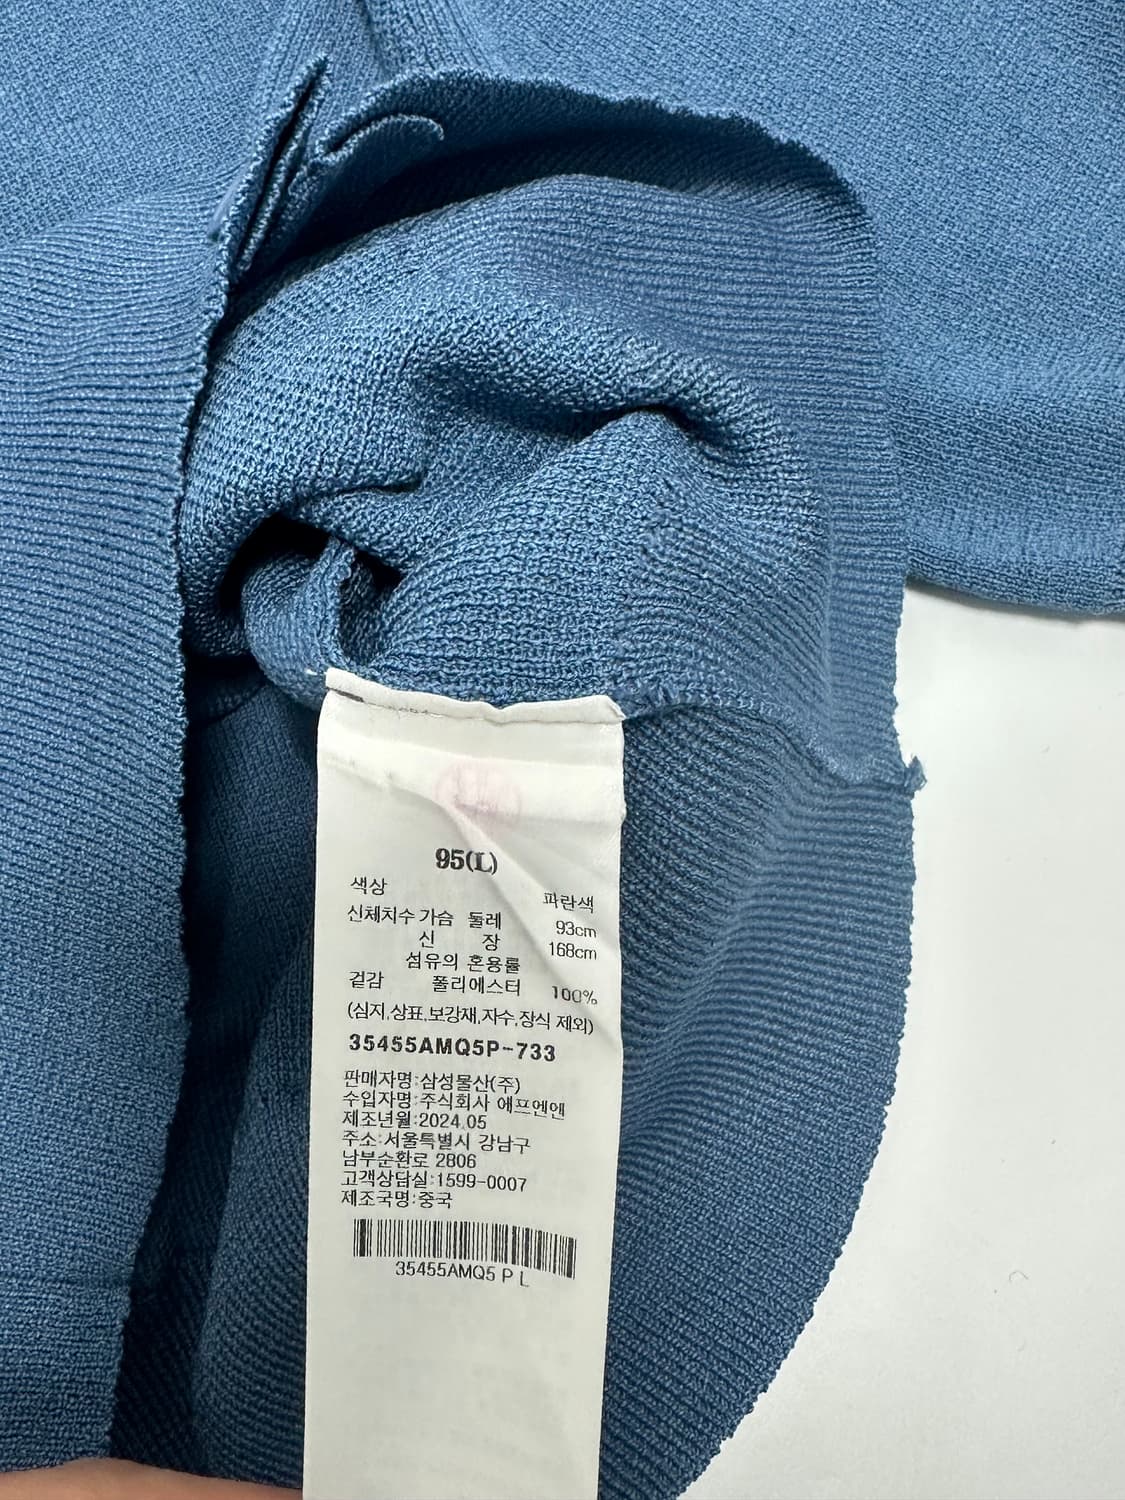 95(L)
색상 파란색
신체치수 가슴 둘레 93cm
신 장 168cm
섬유의 혼용률
겉감 폴리에스터 100%
(심지,상표,보강재,자수,장식 제외)
35455AMQ5P-733
판매자명:삼성물산(주)
수입자명:주식회사 에프엔엔
제조년월:2024.05
주소:서울특별시 강남구
남부순환로 2806
고객상담실:1599-0007
제조국명:중국
35455AMQ5 P L